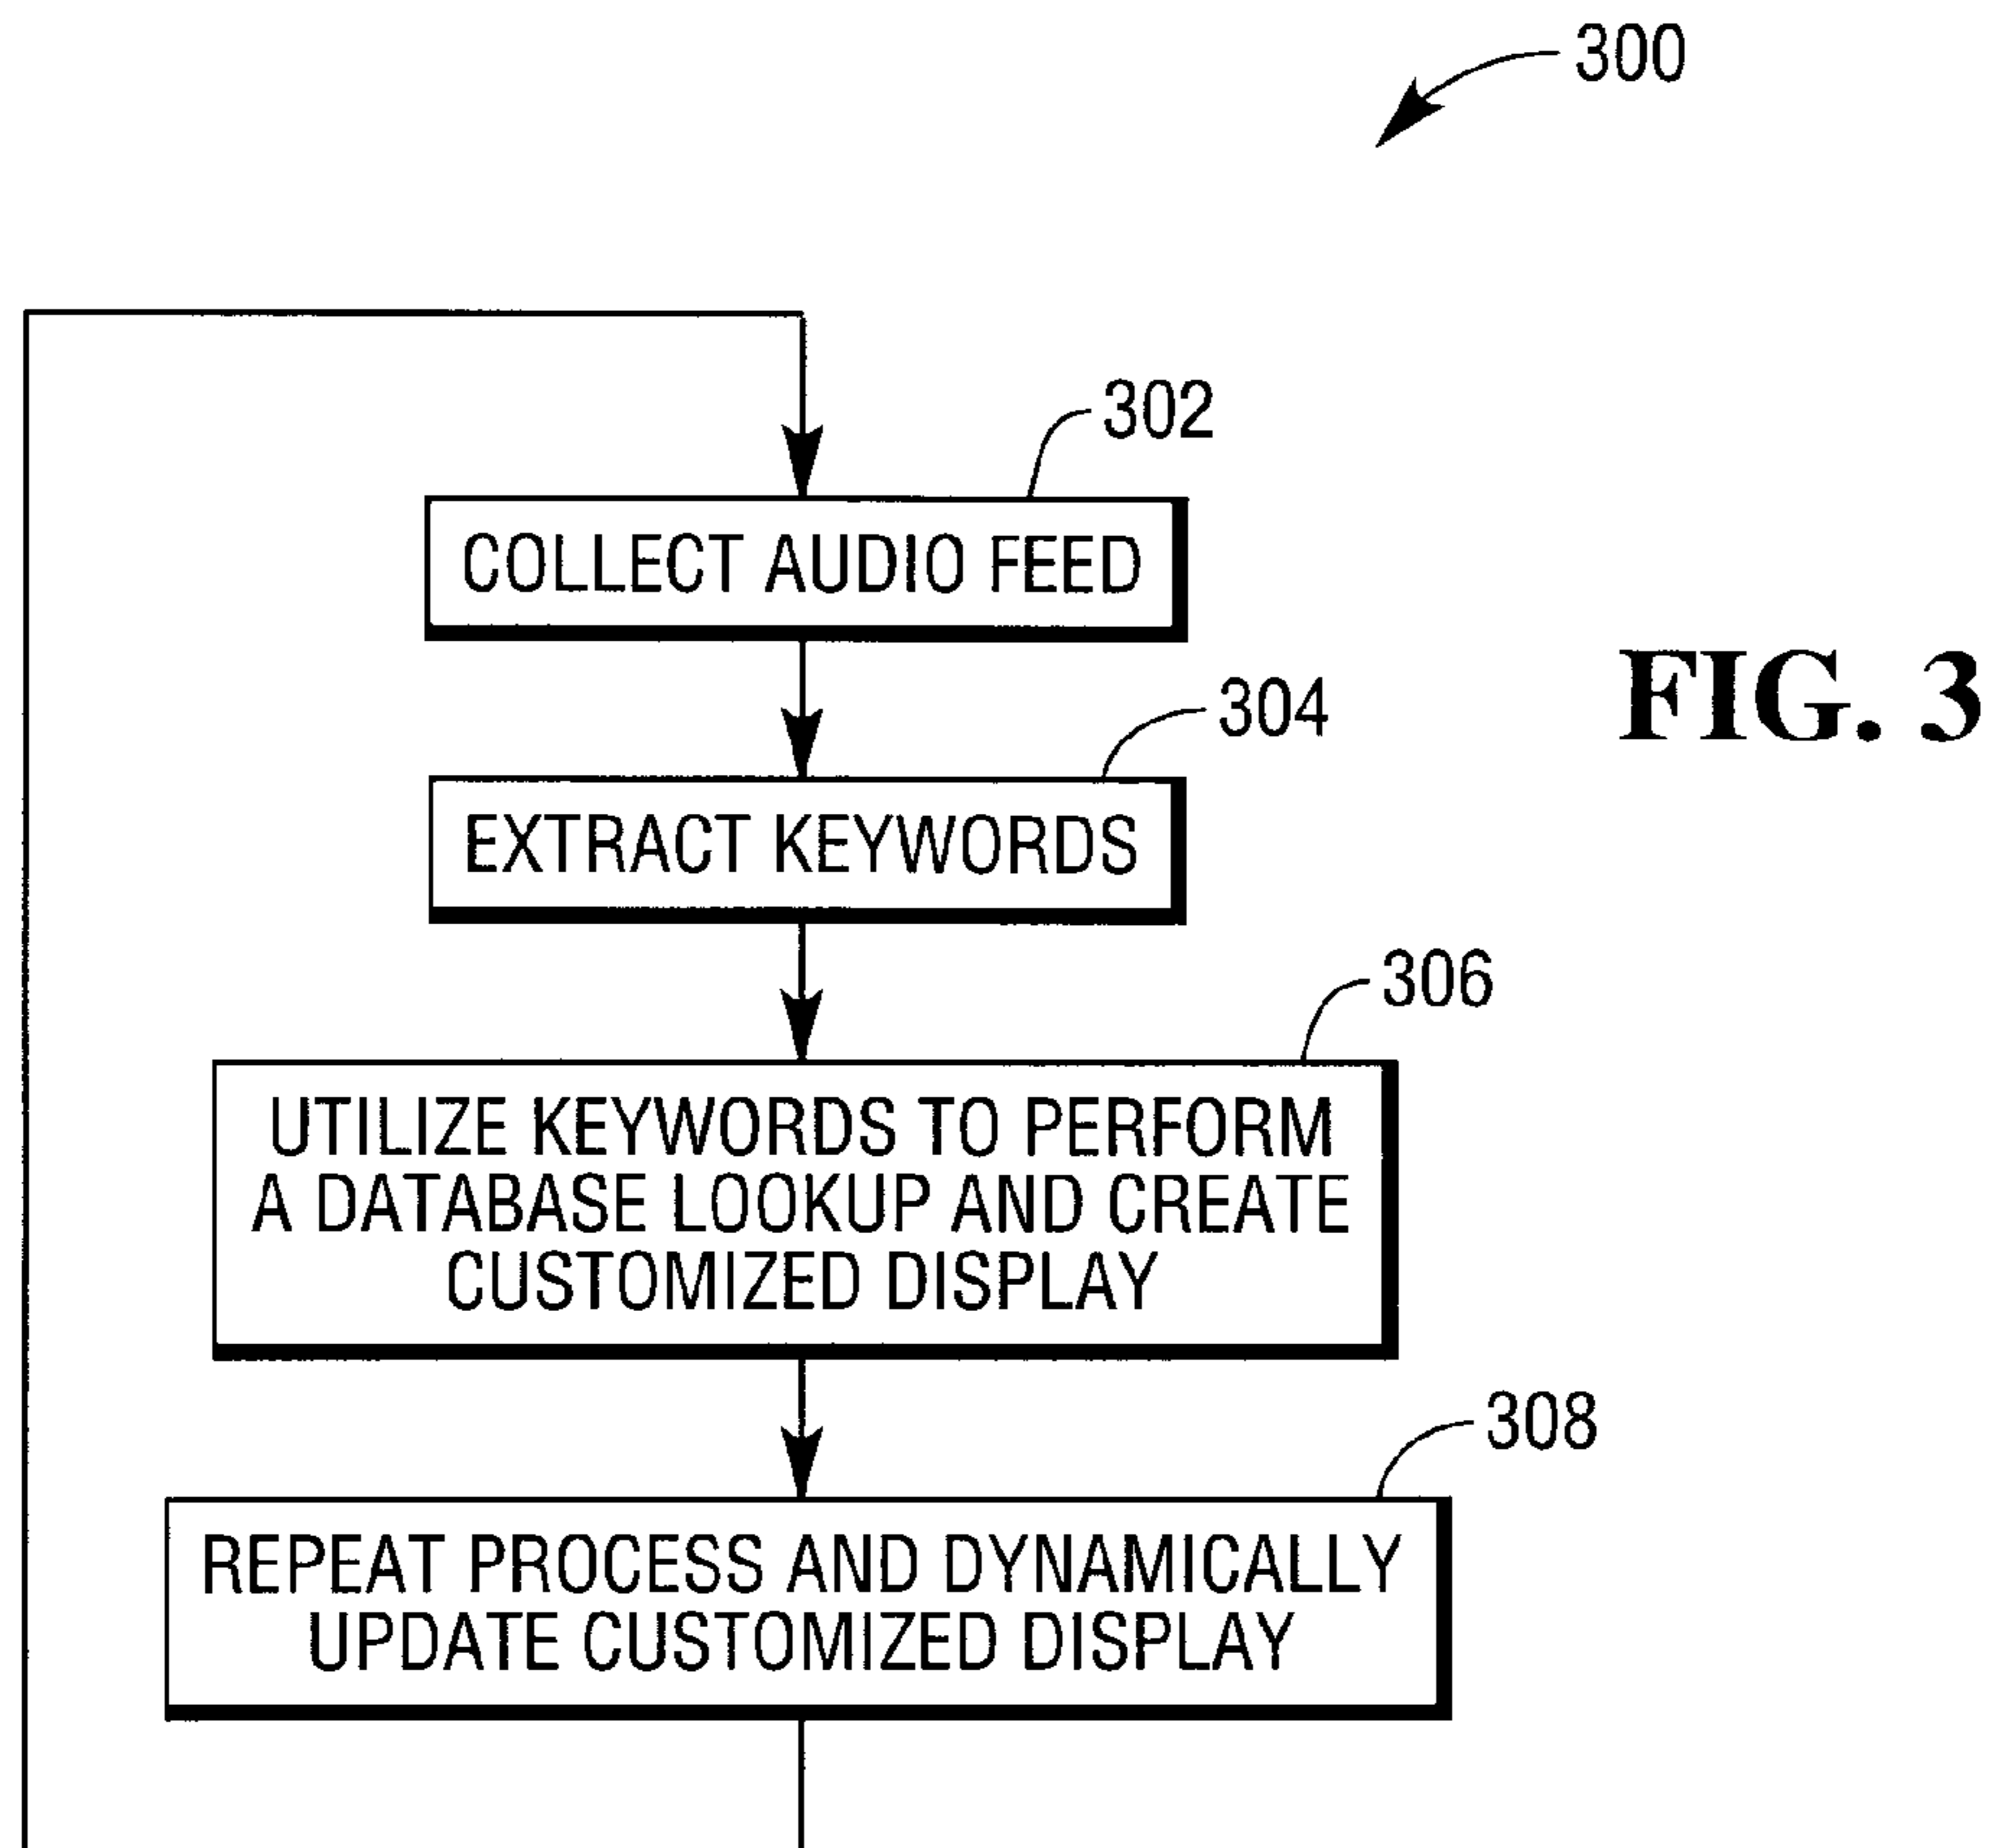 300
302
COLLECT AUDIO FEED
FIG. 3
304
EXTRACT KEYWORDS
306
UTILIZE KEYWORDS TO PERFORM
A DATABASE LOOKUP AND CREATE
CUSTOMIZED DISPLAY
308
REPEAT PROCESS AND DYNAMICALLY
UPDATE CUSTOMIZED DISPLAY